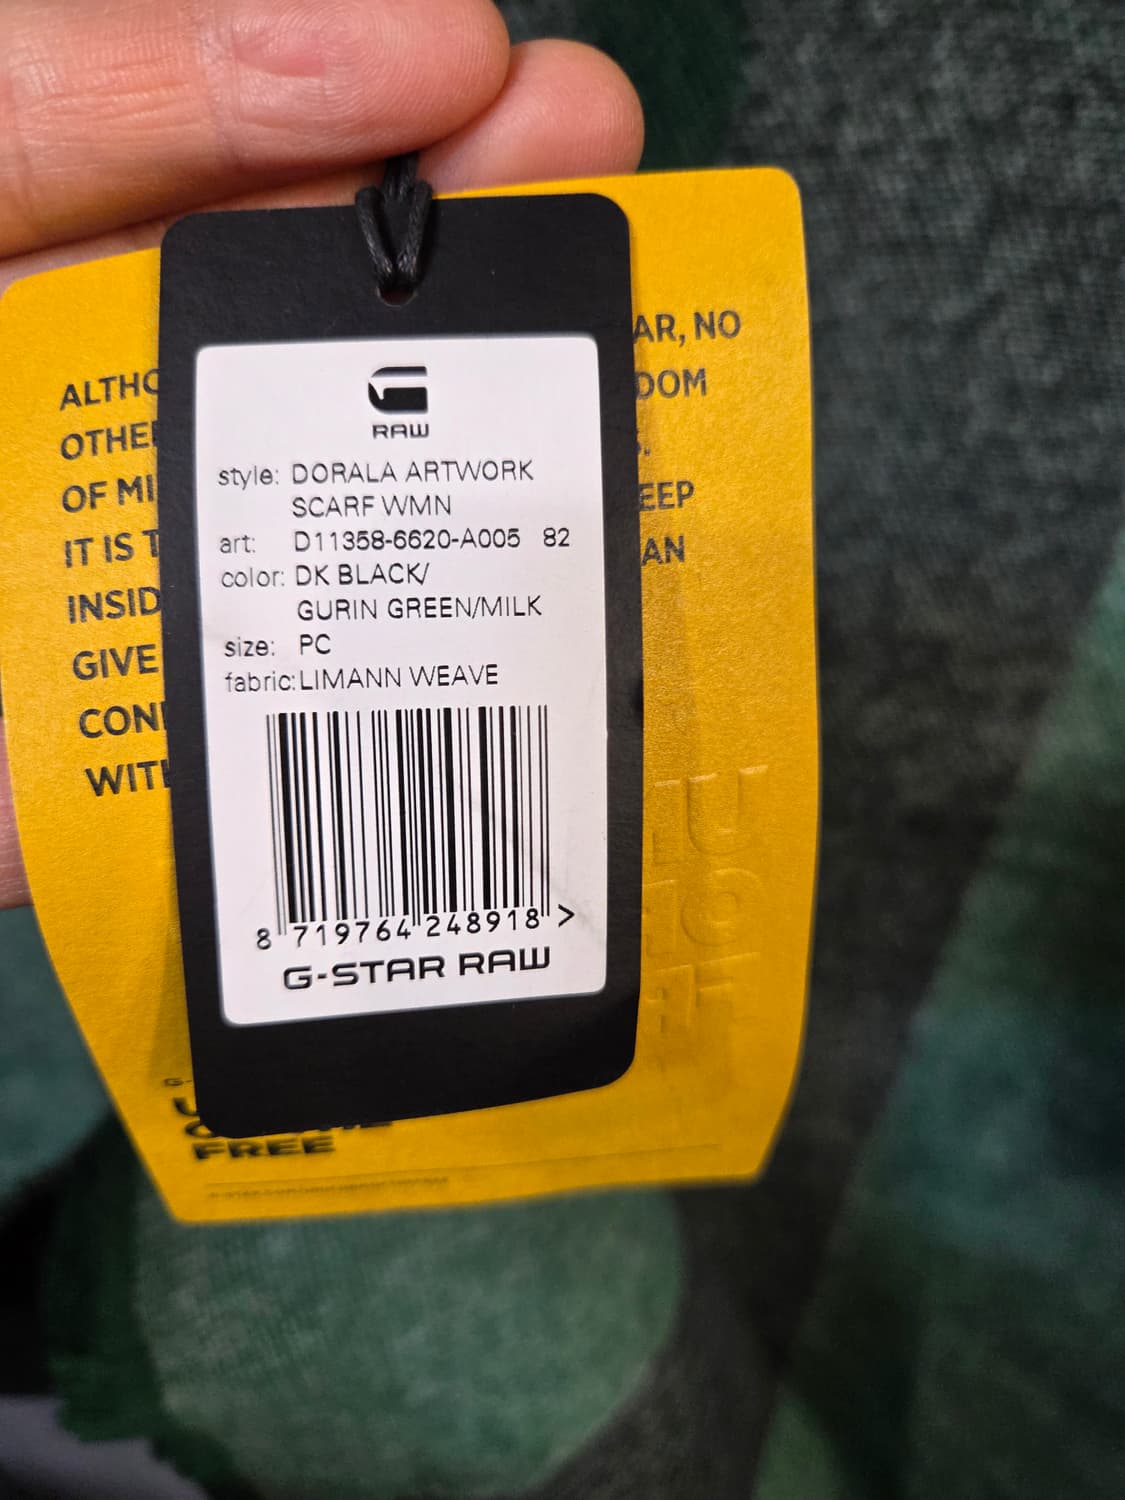 RAW
style: DORALA ARTWORK
SCARF WMN
art: D11358-6620-A005 82
color: DK BLACK/
GURIN GREEN/MILK
size: PC
fabric: LIMANN WEAVE
8 719764 248918 >
G-STAR RAW
ALTHO
OTHE
OF MI
IT IS T
INSID
GIVE
CON
WIT
AR, NO
OOM
EEP
AN
FREE